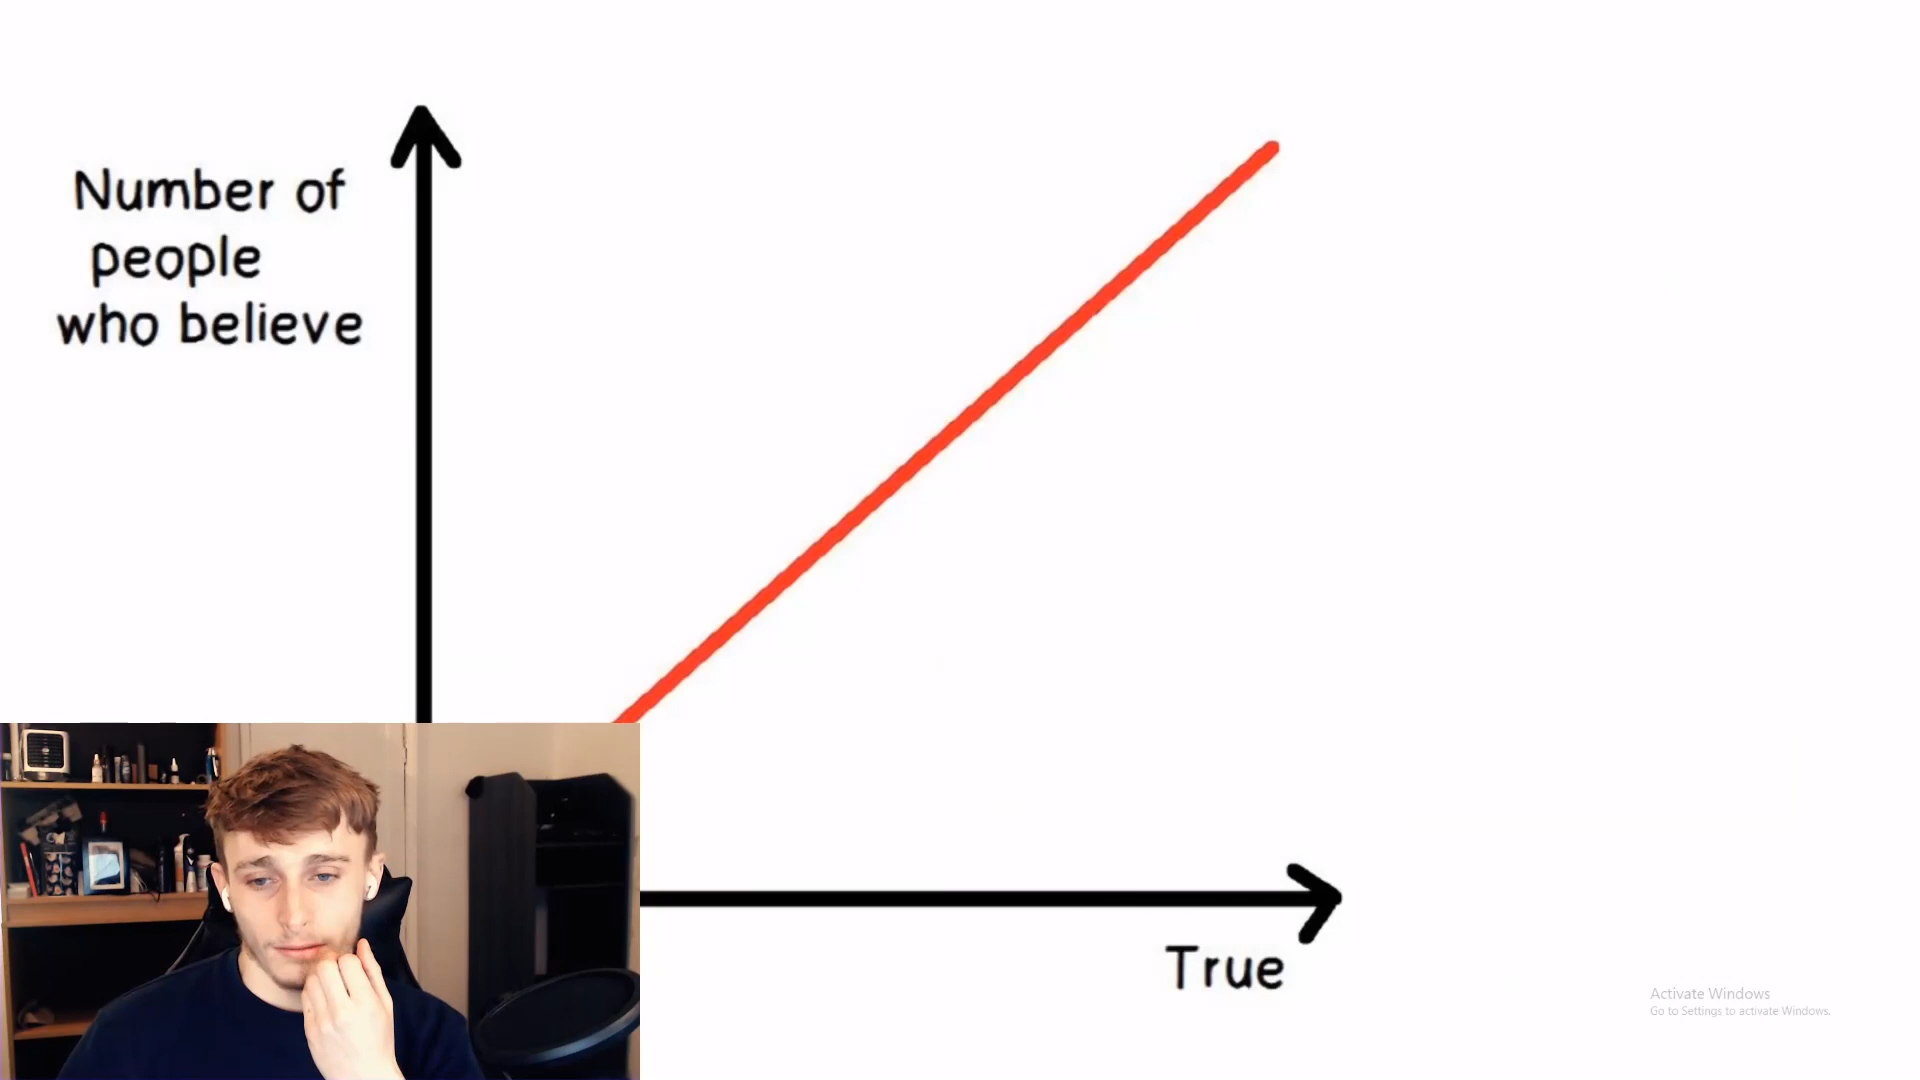 Number of
people
who believe
True
Activate Windows
Go to Settings to activate Windows.